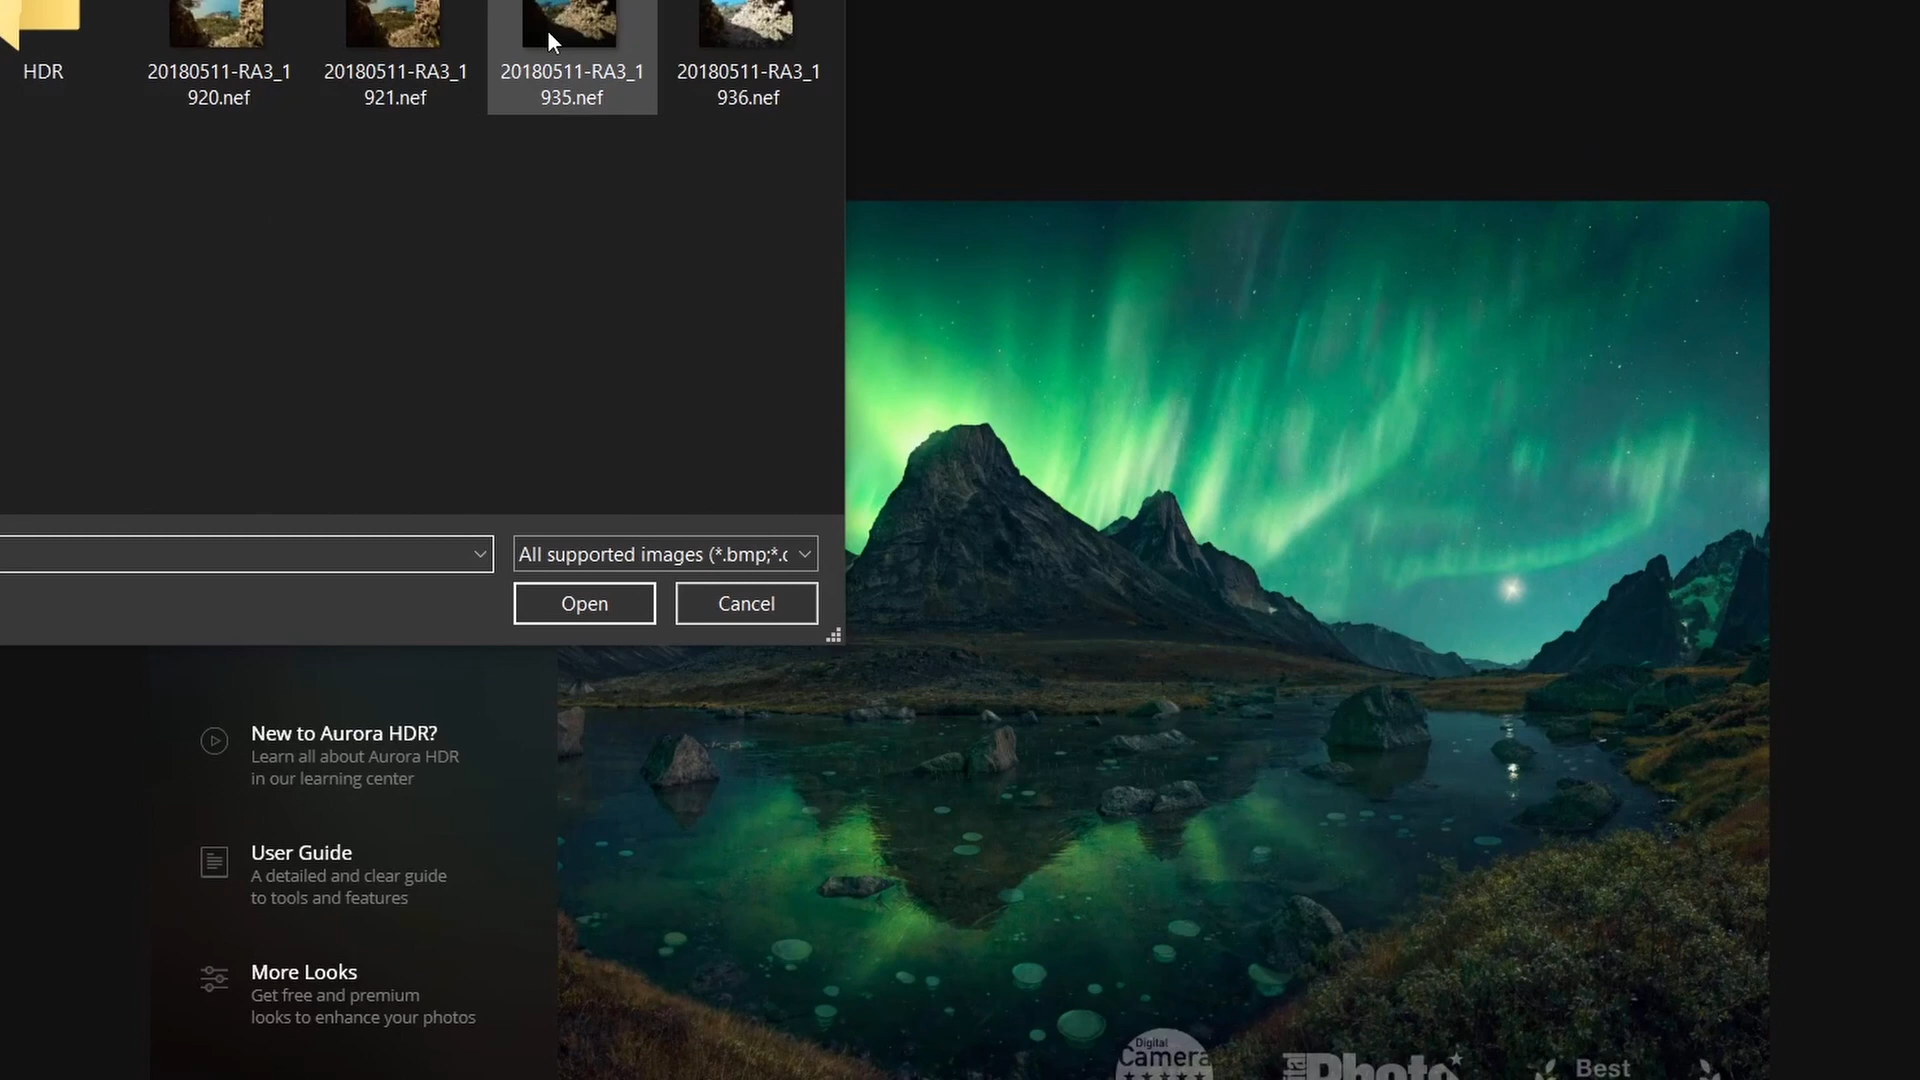 HDR
20180511-RA3_1
920.nef
20180511-RA3_1
921.nef
20180511-RA3_1
935.nef
20180511-RA3_1
936.nef
All supported images (*.bmp;*.c
Open
Cancel
New to Aurora HDR?
Learn all about Aurora HDR
in our learning center
User Guide
A detailed and clear guide
to tools and features
More Looks
Get free and premium
looks to enhance your photos
Digital
Camera
Photo
Best